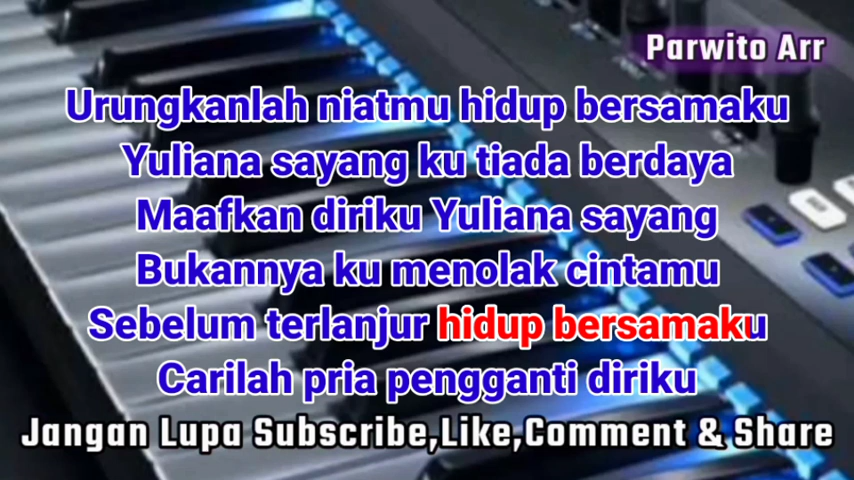 Parwito Arr
Urungkanlah niatmu hidup bersamaku
Yuliana sayang ku tiada berdaya
Maafkan diriku Yuliana sayang
Bukannya ku menolak cintamu
Sebelum terlanjur hidup bersamaku
Carilah pria pengganti diriku
Jangan Lupa Subscribe,Like,Comment & Share